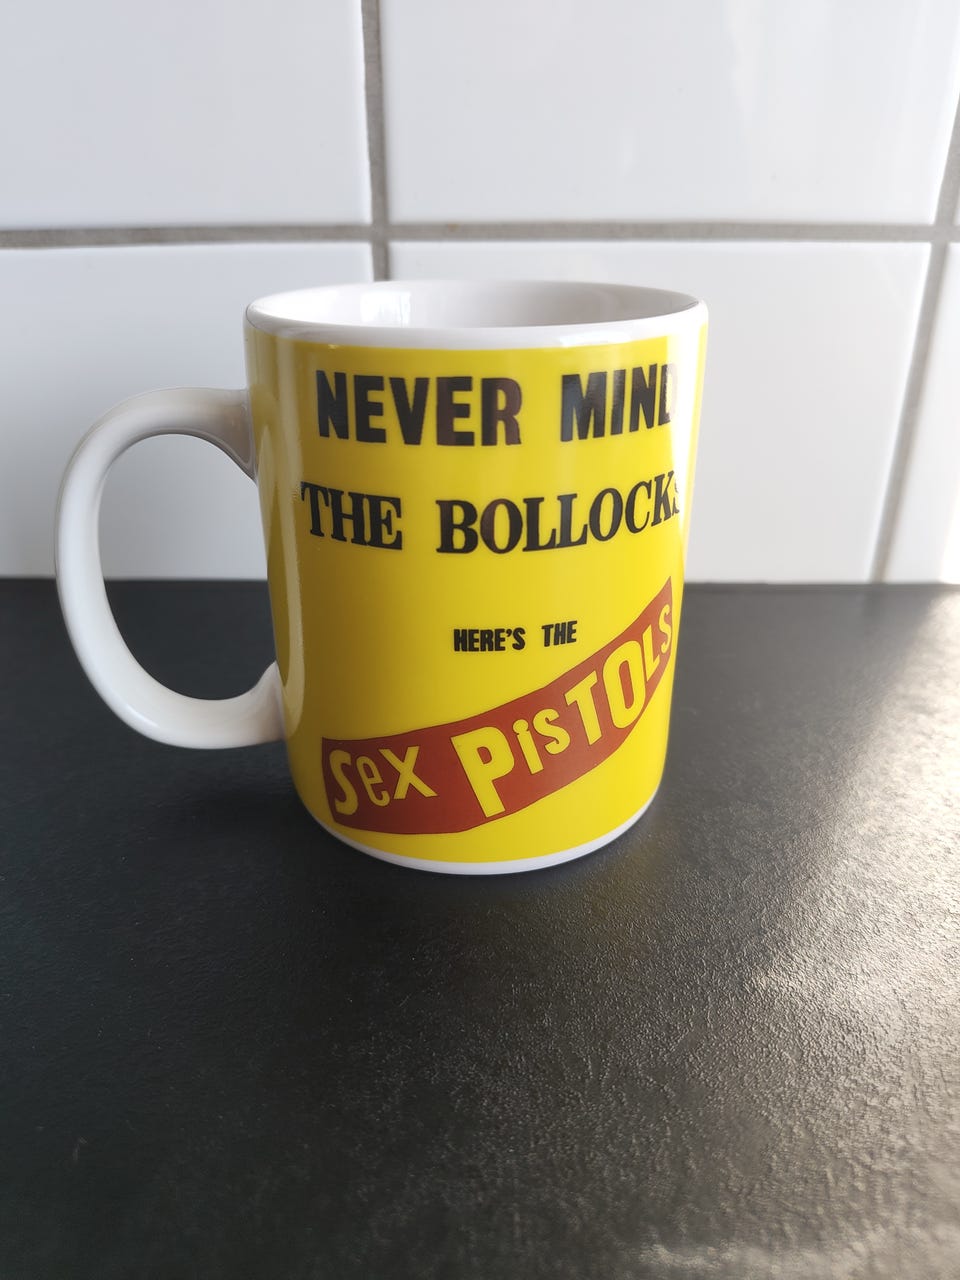 NEVER MIND
THE BOLLOCKS
HERE'S THE
SeX PisTOLS